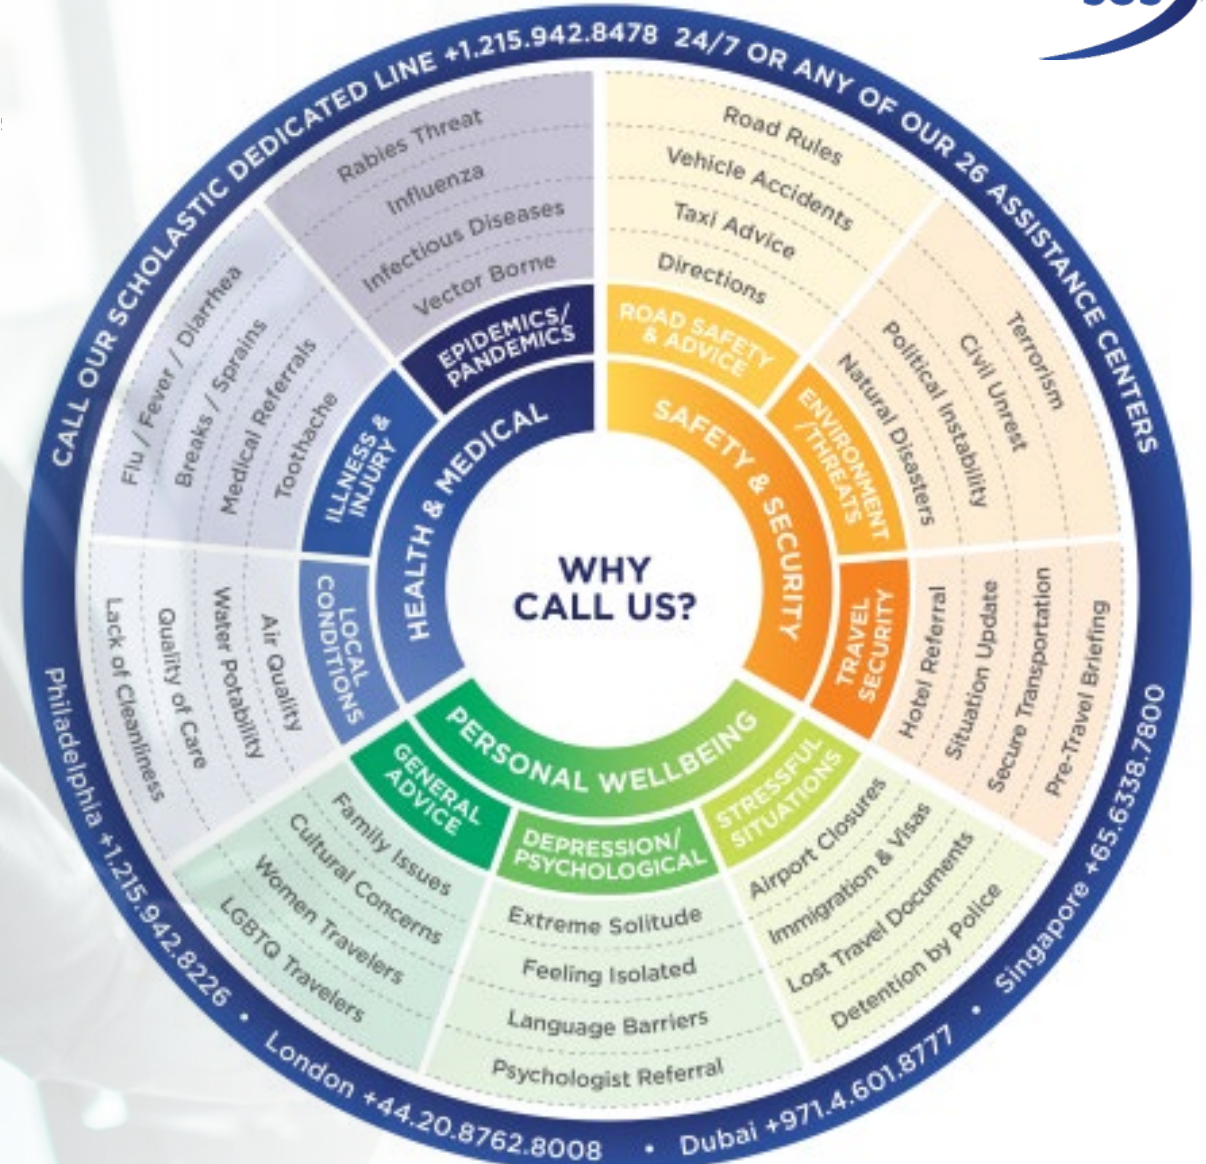 SOS
CALL OUR SCHOLASTIC DEDICATED LINE +1.215.942.8478 24/7 OR ANY OF OUR 26 ASSISTANCE CENTERS
WHY
CALL US?
HEALTH & MEDICAL
EPIDEMICS/
PANDEMICS
Rabies Threat
Influenza
Infectious Diseases
Vector Borne
ILLNESS &
INJURY
Flu / Fever / Diarrhea
Breaks / Sprains
Medical Referrals
Toothache
LOCAL
CONDITIONS
Air Quality
Water Potability
Quality of Care
Lack of Cleanliness
SAFETY & SECURITY
ROAD SAFETY
& ADVICE
Road Rules
Vehicle Accidents
Taxi Advice
Directions
ENVIRONMENT
/THREATS
Terrorism
Civil Unrest
Political Instability
Natural Disasters
TRAVEL
SECURITY
Hotel Referral
Situation Update
Secure Transportation
Pre-Travel Briefing
PERSONAL WELLBEING
GENERAL
ADVICE
Family Issues
Cultural Concerns
Women Travelers
LGBTQ Travelers
DEPRESSION/
PSYCHOLOGICAL
Extreme Solitude
Feeling Isolated
Language Barriers
Psychologist Referral
STRESSFUL
SITUATIONS
Airport Closures
Immigration & Visas
Lost Travel Documents
Detention by Police
Philadelphia +1.215.942.8226 • London +44.20.8762.8008 • Dubai +971.4.601.8777 • Singapore +65.6338.7800